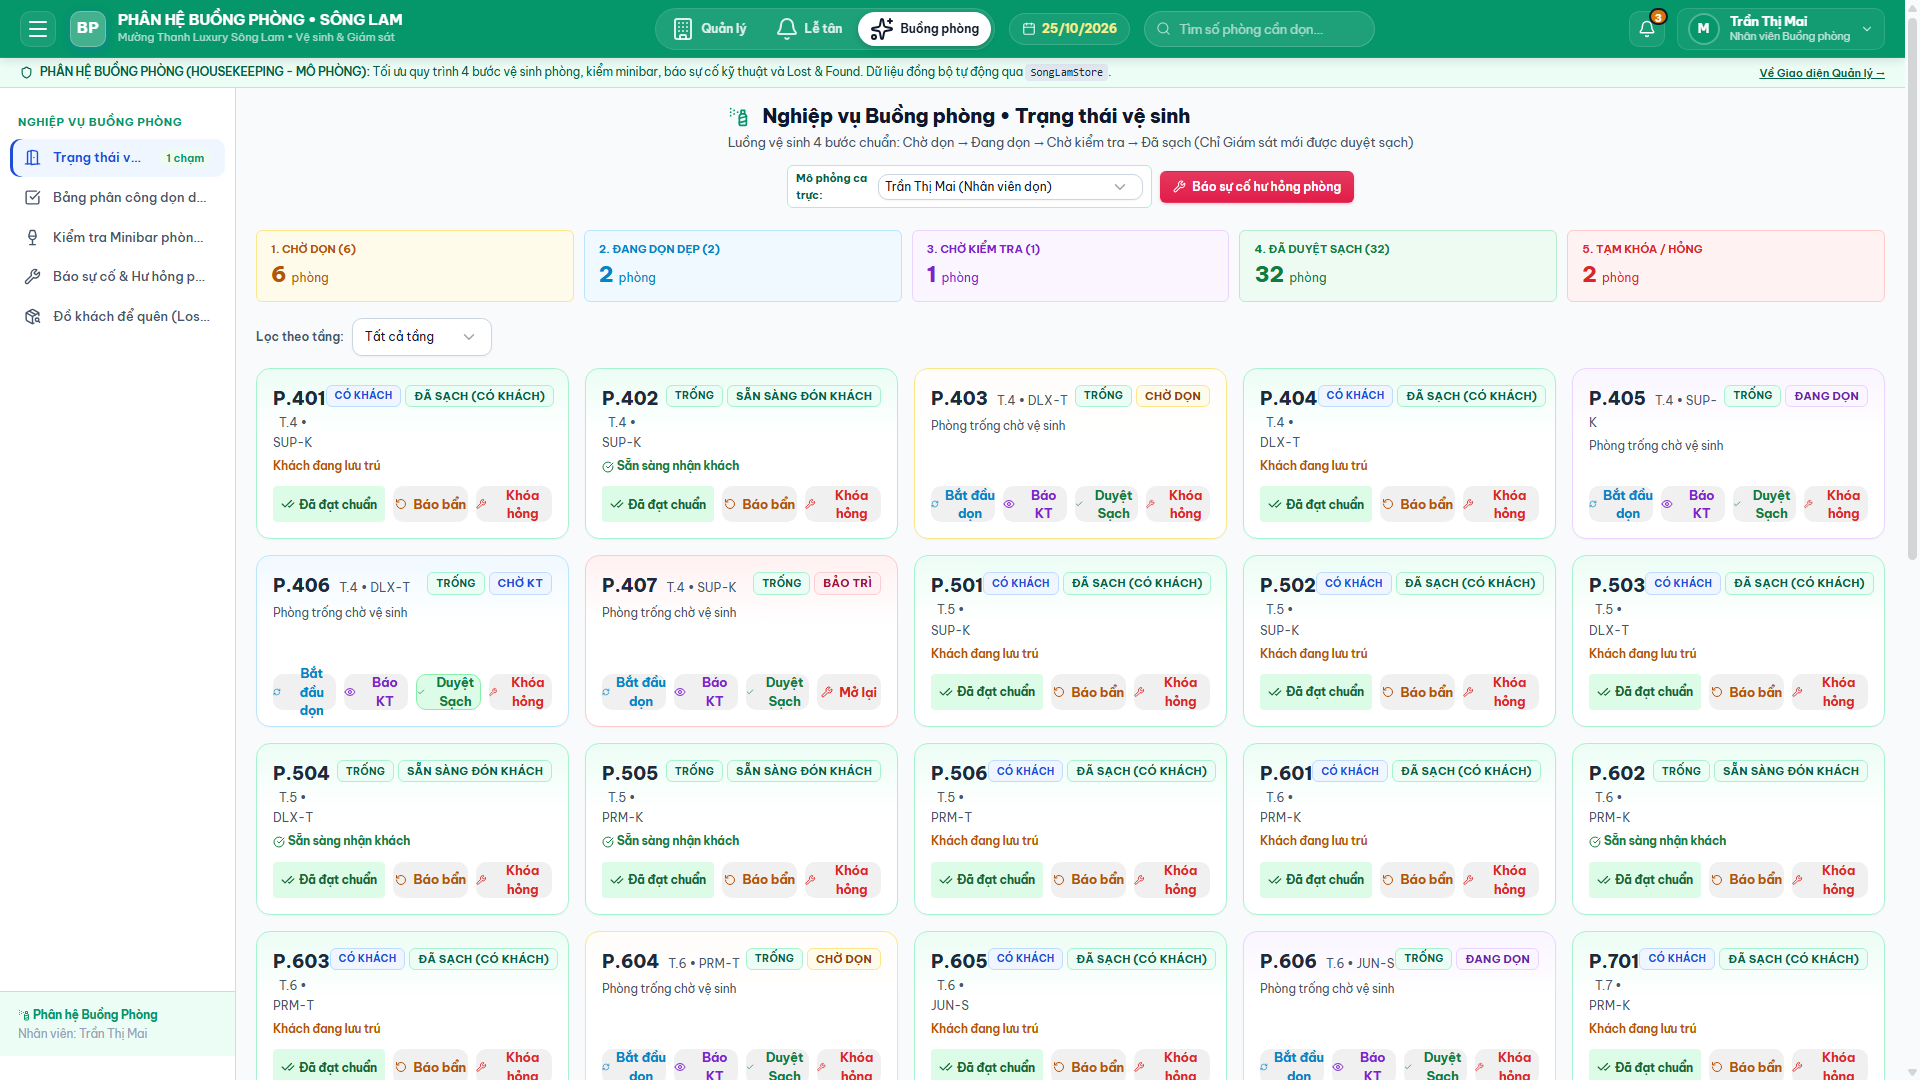 BP
PHÂN HỆ BUỒNG PHÒNG • SÔNG LAM
Mường Thanh Luxury Sông Lam • Vệ sinh & Giám sát
Quản lý
Lễ tân
Buồng phòng
25/10/2026
Tìm số phòng cần dọn...
3
M
Trần Thị Mai
Nhân viên Buồng phòng
PHÂN HỆ BUỒNG PHÒNG (HOUSEKEEPING - MÔ PHỎNG): Tối ưu quy trình 4 bước vệ sinh phòng, kiểm minibar, báo sự cố kỹ thuật và Lost & Found. Dữ liệu đồng bộ tự động qua SongLamStore.
Về Giao diện Quản lý →
NGHIỆP VỤ BUỒNG PHÒNG
Trạng thái v... 1 chạm
Bảng phân công dọn d...
Kiểm tra Minibar phòn...
Báo sự cố & Hư hỏng p...
Đồ khách để quên (Los...
Phân hệ Buồng Phòng
Nhân viên: Trần Thị Mai
Nghiệp vụ Buồng phòng • Trạng thái vệ sinh
Luồng vệ sinh 4 bước chuẩn: Chờ dọn → Đang dọn → Chờ kiểm tra → Đã sạch (Chỉ Giám sát mới được duyệt sạch)
Mô phỏng ca trực:
Trần Thị Mai (Nhân viên dọn)
Báo sự cố hư hỏng phòng
1. CHỜ DỌN (6)
6 phòng
2. ĐANG DỌN DẸP (2)
2 phòng
3. CHỜ KIỂM TRA (1)
1 phòng
4. ĐÃ DUYỆT SẠCH (32)
32 phòng
5. TẠM KHÓA / HỎNG
2 phòng
Lọc theo tầng: Tất cả tầng
P.401 T.4 • SUP-K CÓ KHÁCH ĐÃ SẠCH (CÓ KHÁCH)
Khách đang lưu trú
Đã đạt chuẩn Báo bẩn Khóa hỏng
P.402 T.4 • SUP-K TRỐNG SẴN SÀNG ĐÓN KHÁCH
Sẵn sàng nhận khách
Đã đạt chuẩn Báo bẩn Khóa hỏng
P.403 T.4 • DLX-T TRỐNG CHỜ DỌN
Phòng trống chờ vệ sinh
Bắt đầu dọn Báo KT Duyệt Sạch Khóa hỏng
P.404 T.4 • DLX-T CÓ KHÁCH ĐÃ SẠCH (CÓ KHÁCH)
Khách đang lưu trú
Đã đạt chuẩn Báo bẩn Khóa hỏng
P.405 T.4 • SUP-K TRỐNG ĐANG DỌN
Phòng trống chờ vệ sinh
Bắt đầu dọn Báo KT Duyệt Sạch Khóa hỏng
P.406 T.4 • DLX-T TRỐNG CHỜ KT
Phòng trống chờ vệ sinh
Bắt đầu dọn Báo KT Duyệt Sạch Khóa hỏng
P.407 T.4 • SUP-K TRỐNG BẢO TRÌ
Phòng trống chờ vệ sinh
Bắt đầu dọn Báo KT Duyệt Sạch Mở lại
P.501 T.5 • SUP-K CÓ KHÁCH ĐÃ SẠCH (CÓ KHÁCH)
Khách đang lưu trú
Đã đạt chuẩn Báo bẩn Khóa hỏng
P.502 T.5 • SUP-K CÓ KHÁCH ĐÃ SẠCH (CÓ KHÁCH)
Khách đang lưu trú
Đã đạt chuẩn Báo bẩn Khóa hỏng
P.503 T.5 • DLX-T CÓ KHÁCH ĐÃ SẠCH (CÓ KHÁCH)
Khách đang lưu trú
Đã đạt chuẩn Báo bẩn Khóa hỏng
P.504 T.5 • DLX-T TRỐNG SẴN SÀNG ĐÓN KHÁCH
Sẵn sàng nhận khách
Đã đạt chuẩn Báo bẩn Khóa hỏng
P.505 T.5 • PRM-K TRỐNG SẴN SÀNG ĐÓN KHÁCH
Sẵn sàng nhận khách
Đã đạt chuẩn Báo bẩn Khóa hỏng
P.506 T.5 • PRM-T CÓ KHÁCH ĐÃ SẠCH (CÓ KHÁCH)
Khách đang lưu trú
Đã đạt chuẩn Báo bẩn Khóa hỏng
P.601 T.6 • PRM-K CÓ KHÁCH ĐÃ SẠCH (CÓ KHÁCH)
Khách đang lưu trú
Đã đạt chuẩn Báo bẩn Khóa hỏng
P.602 T.6 • PRM-K TRỐNG SẴN SÀNG ĐÓN KHÁCH
Sẵn sàng nhận khách
Đã đạt chuẩn Báo bẩn Khóa hỏng
P.603 T.6 • PRM-T CÓ KHÁCH ĐÃ SẠCH (CÓ KHÁCH)
Khách đang lưu trú
Đã đạt chuẩn Báo bẩn Khóa hỏng
P.604 T.6 • PRM-T TRỐNG CHỜ DỌN
Phòng trống chờ vệ sinh
Bắt đầu dọn Báo KT Duyệt Sạch Khóa hỏng
P.605 T.6 • JUN-S CÓ KHÁCH ĐÃ SẠCH (CÓ KHÁCH)
Khách đang lưu trú
Đã đạt chuẩn Báo bẩn Khóa hỏng
P.606 T.6 • JUN-S TRỐNG ĐANG DỌN
Phòng trống chờ vệ sinh
Bắt đầu dọn Báo KT Duyệt Sạch Khóa hỏng
P.701 T.7 • PRM-K CÓ KHÁCH ĐÃ SẠCH (CÓ KHÁCH)
Khách đang lưu trú
Đã đạt chuẩn Báo bẩn Khóa hỏng